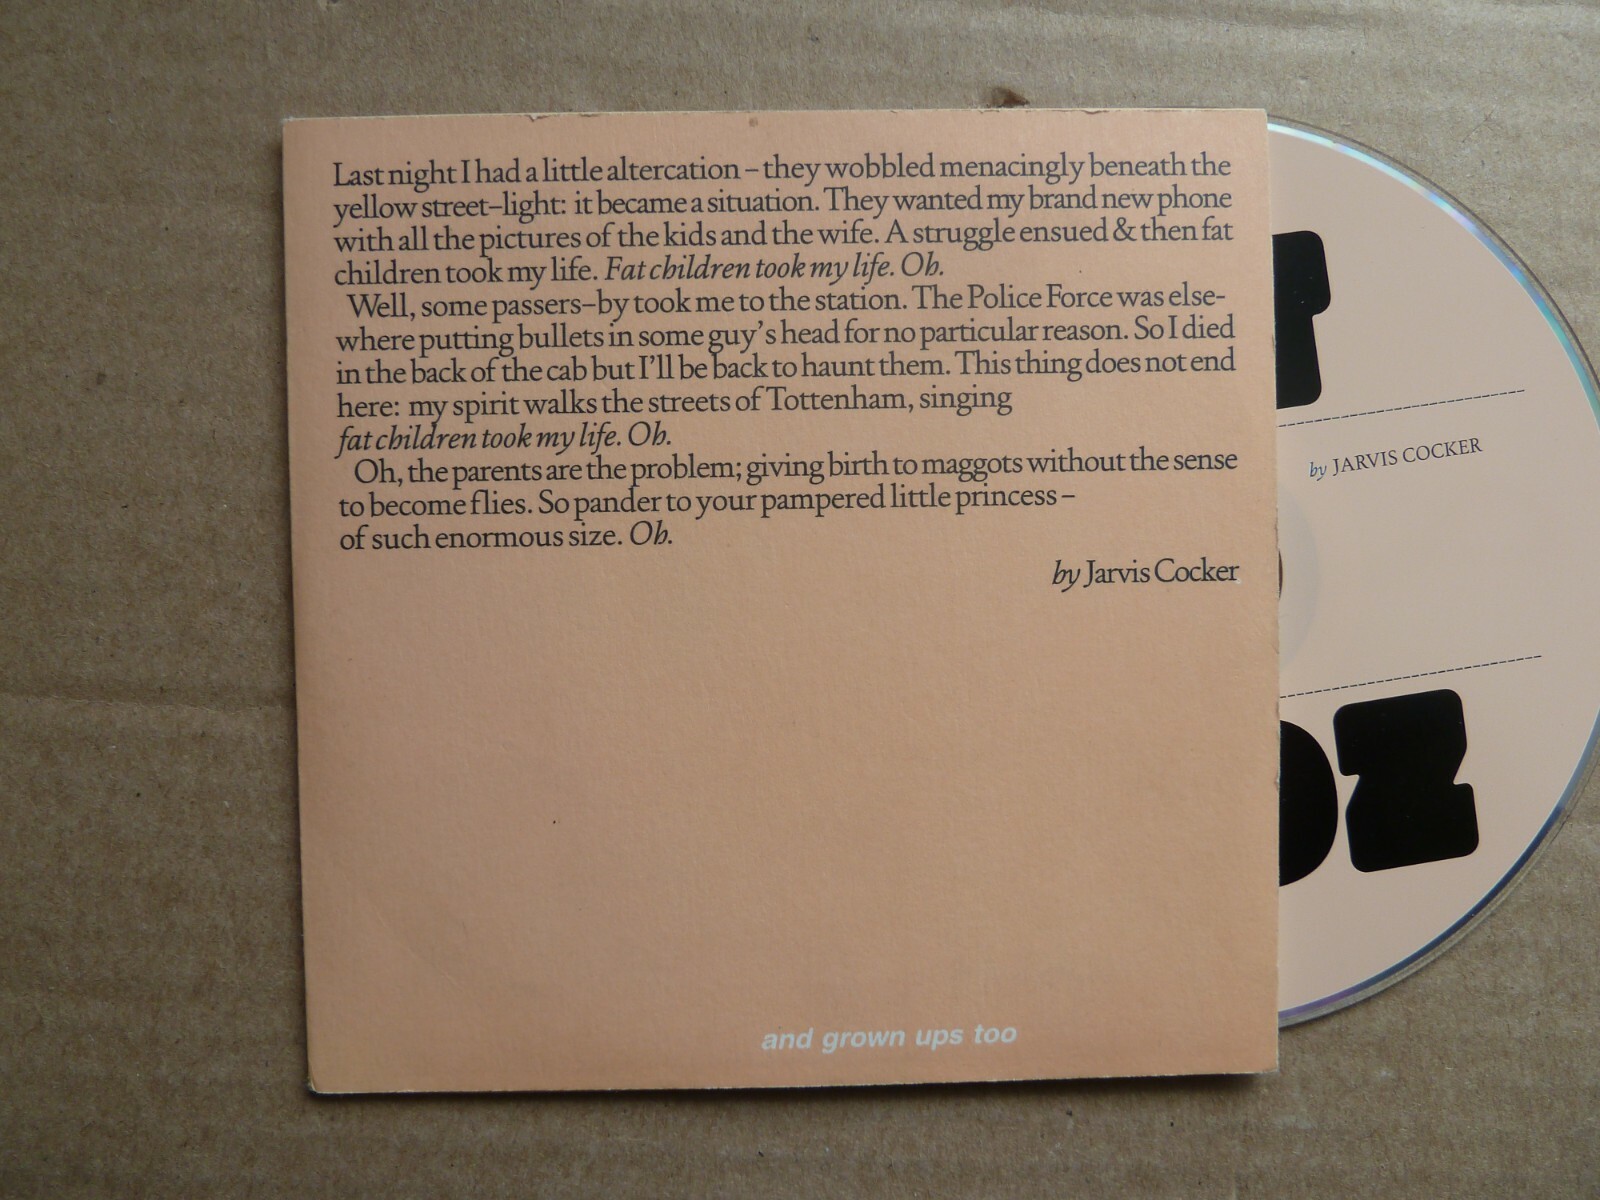 Last night I had a little altercation – they wobbled menacingly beneath the
yellow street–light: it became a situation. They wanted my brand new phone
with all the pictures of the kids and the wife. A struggle ensued & then fat
children took my life. Fat children took my life. Oh.
Well, some passers–by took me to the station. The Police Force was else-
where putting bullets in some guy's head for no particular reason. So I died
in the back of the cab but I'll be back to haunt them. This thing does not end
here: my spirit walks the streets of Tottenham, singing
fat children took my life. Oh.
Oh, the parents are the problem; giving birth to maggots without the sense
to become flies. So pander to your pampered little princess –
of such enormous size. Oh.
by Jarvis Cocker
and grown ups too
T
by JARVIS COCKER
DZ